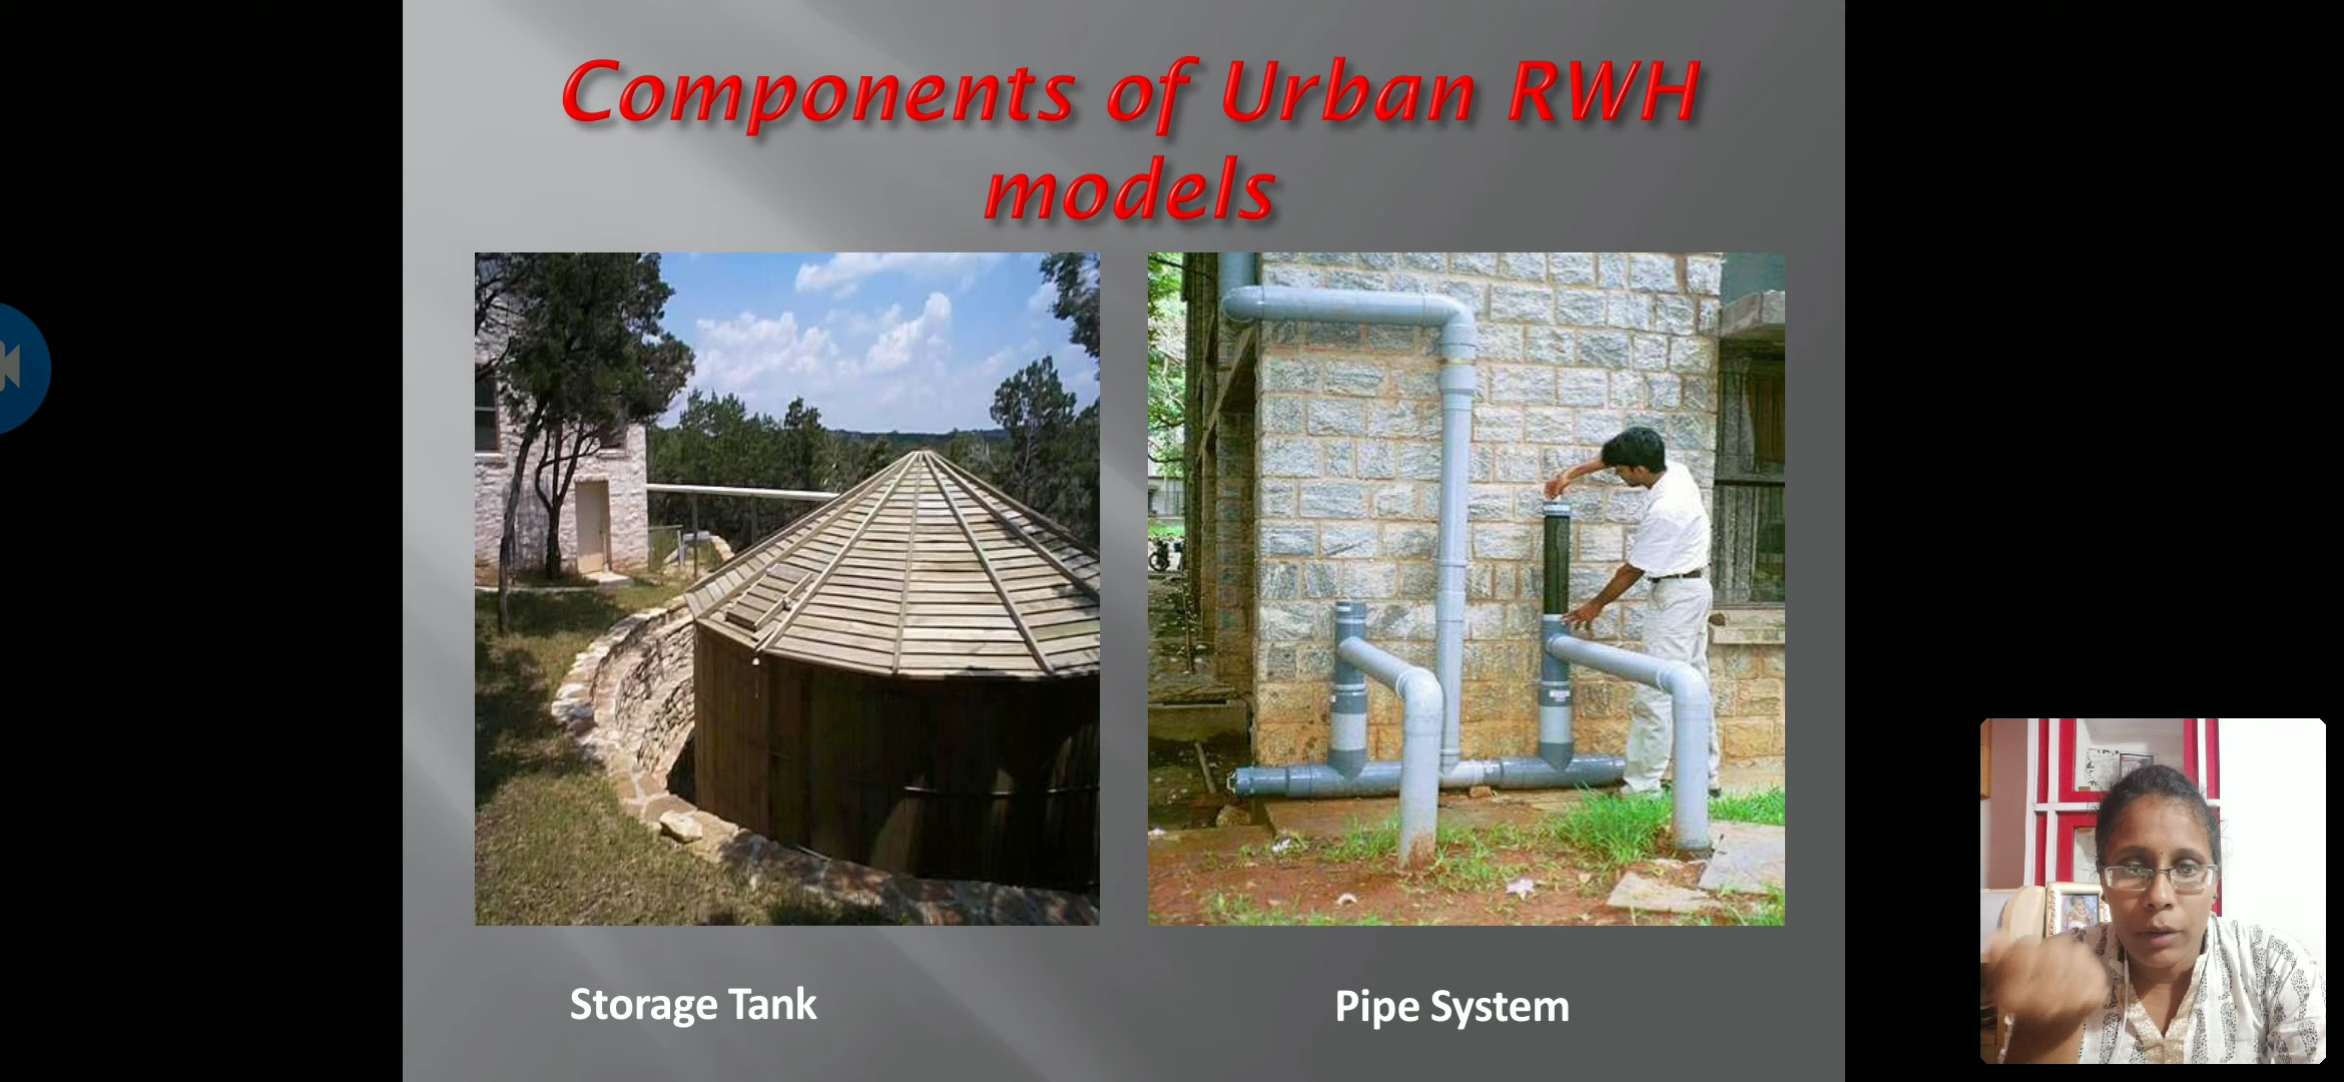 Components of Urban RWH
models
Storage Tank
Pipe System